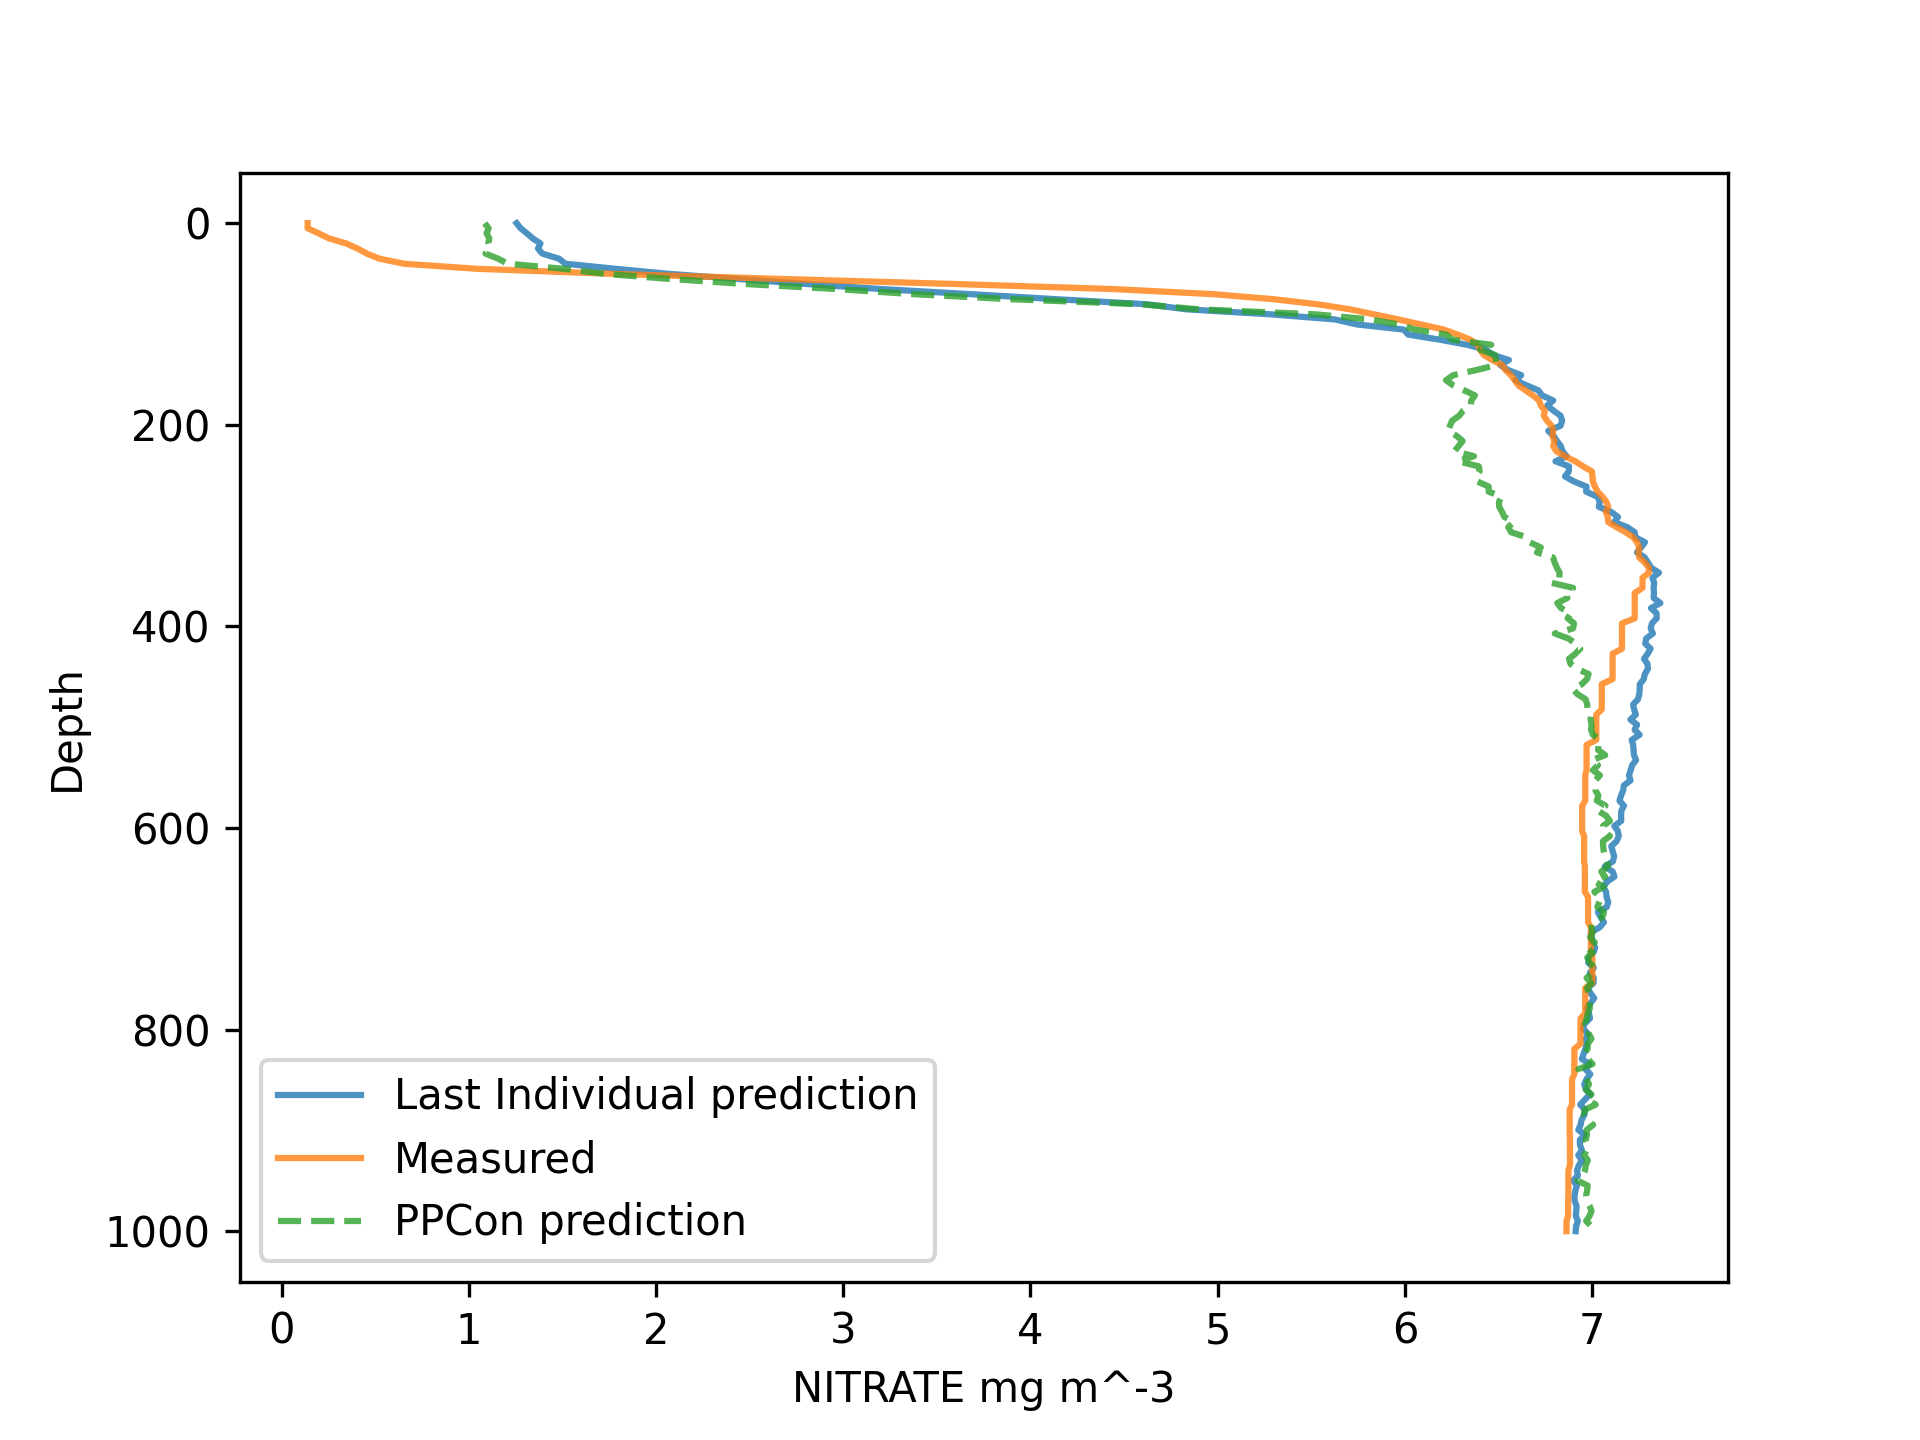 0
200
400
600
800
1000
Depth
Last Individual prediction
Measured
PPCon prediction
0 1 2 3 4 5 6 7
NITRATE mg m^-3